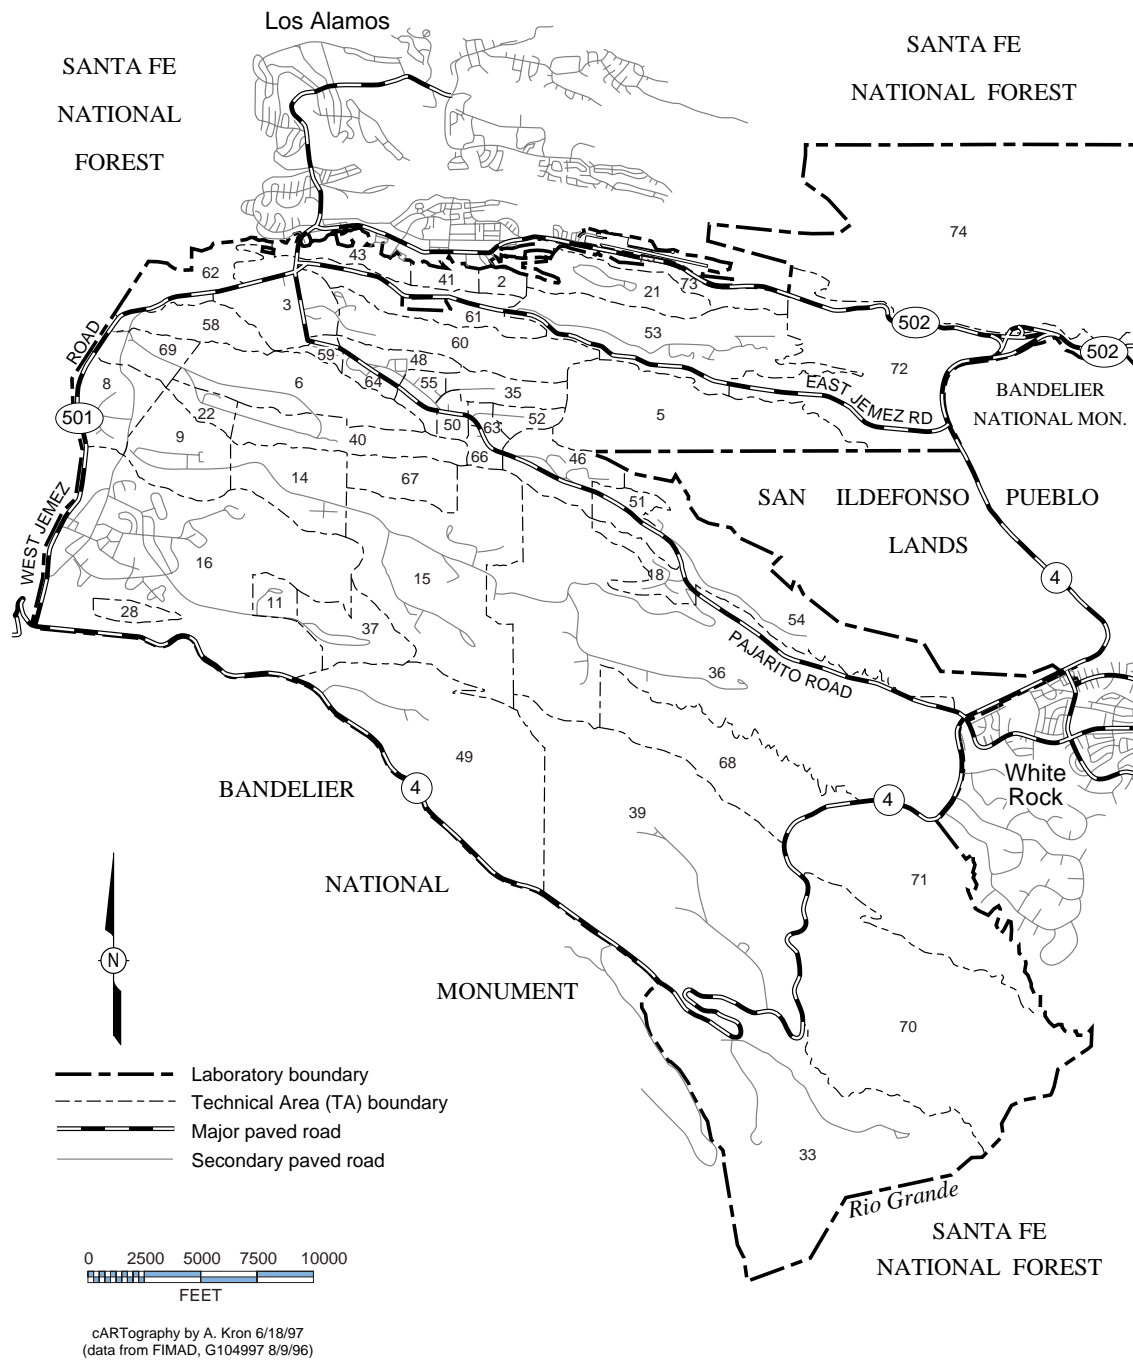 Los Alamos
SANTA FE
NATIONAL
FOREST
SANTA FE
NATIONAL FOREST
74
43
62
41
2
21
73
3
61
502
502
58
53
59
60
48
72
BANDELIER
NATIONAL MON.
ROAD
69
8
6
64
55
35
EAST JEMEZ RD
501
22
9
40
50
63
52
5
66
46
14
67
51
SAN ILDEFONSO PUEBLO
LANDS
WEST JEMEZ
16
15
18
4
28
11
37
54
36
PAJARITO ROAD
49
68
White
Rock
BANDELIER
4
4
39
NATIONAL
71
N
MONUMENT
70
Laboratory boundary
Technical Area (TA) boundary
Major paved road
Secondary paved road
33
Rio Grande
SANTA FE
NATIONAL FOREST
0 2500 5000 7500 10000
FEET
cARTography by A. Kron 6/18/97
(data from FIMAD, G104997 8/9/96)